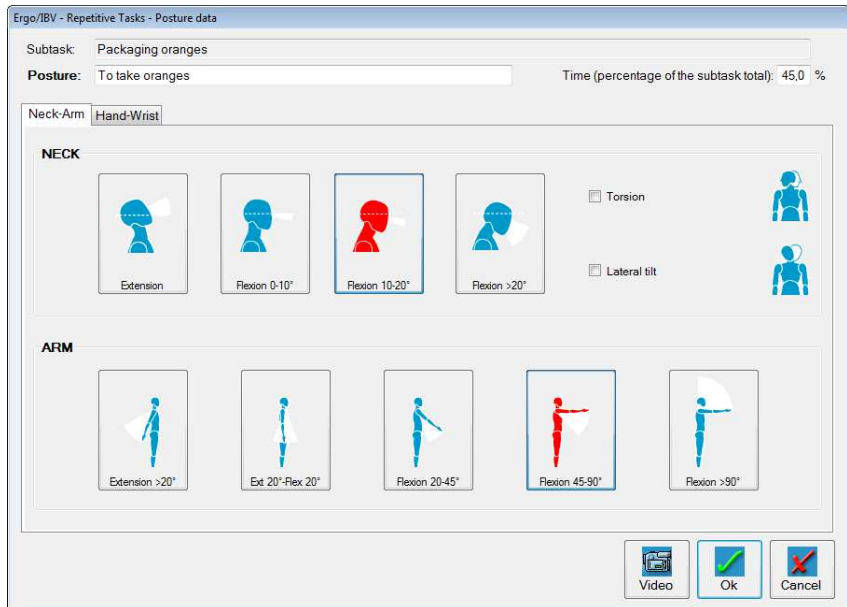 Ergo/IBV - Repetitive Tasks - Posture data
Subtask: Packaging oranges
Posture: To take oranges Time (percentage of the subtask total): 45,0 %
Neck-Arm Hand-Wrist
NECK
Torsion
Lateral tilt
Extension Flexion 0-10° Flexion 10-20° Flexion >20°
ARM
Extension >20° Ext 20°-Flex 20° Flexion 20-45° Flexion 45-90° Flexion >90°
Video Ok Cancel